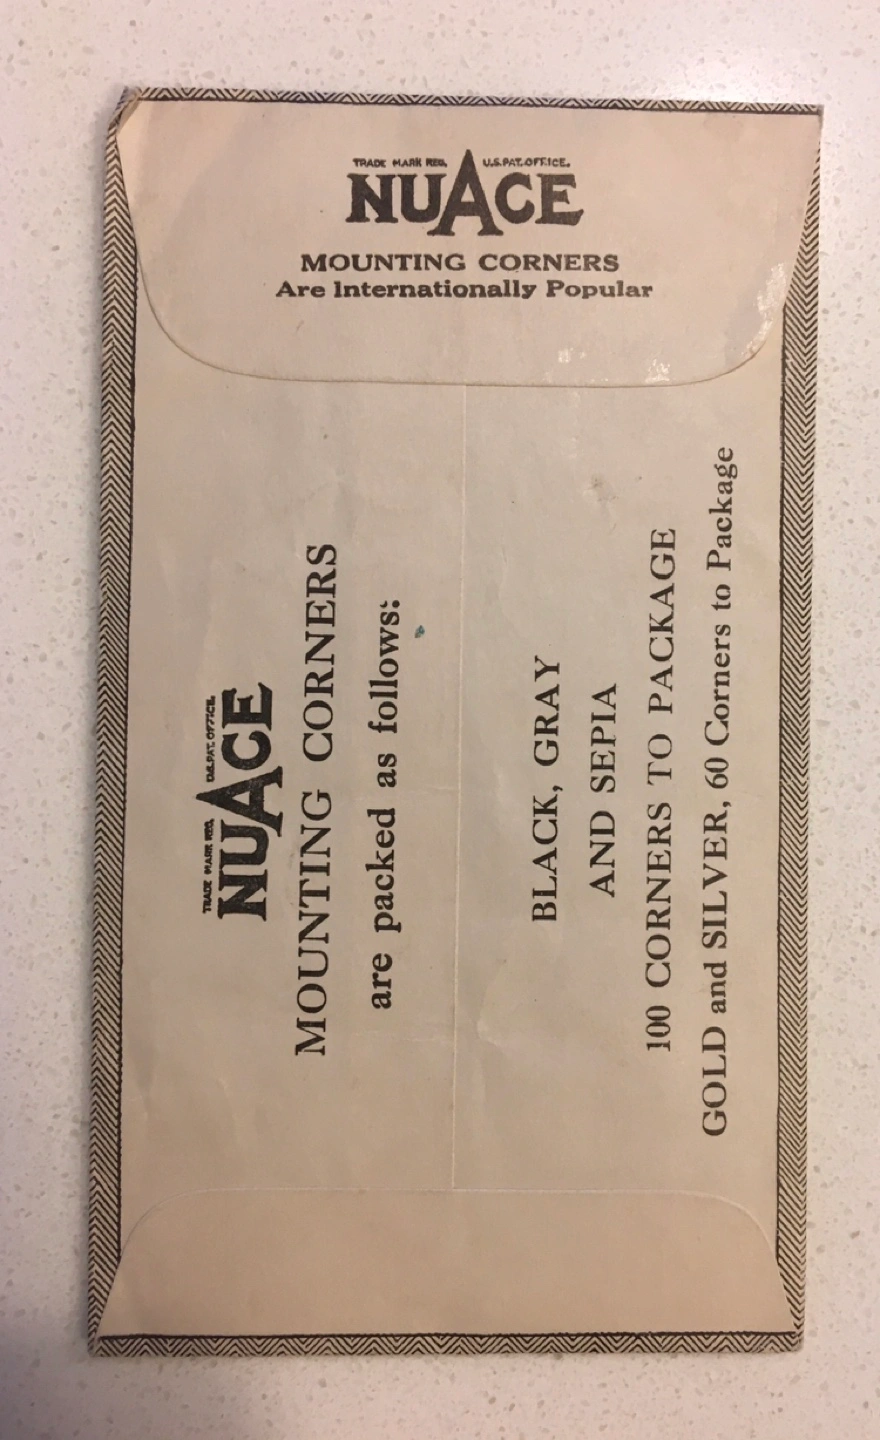 TRADE MARK REG. U.S.PAT.OFFICE.
NUACE
MOUNTING CORNERS
Are Internationally Popular
TRADE MARK REG. U.S.PAT.OFFICE.
NUACE
MOUNTING CORNERS
are packed as follows:
BLACK, GRAY
AND SEPIA
100 CORNERS TO PACKAGE
GOLD and SILVER, 60 Corners to Package